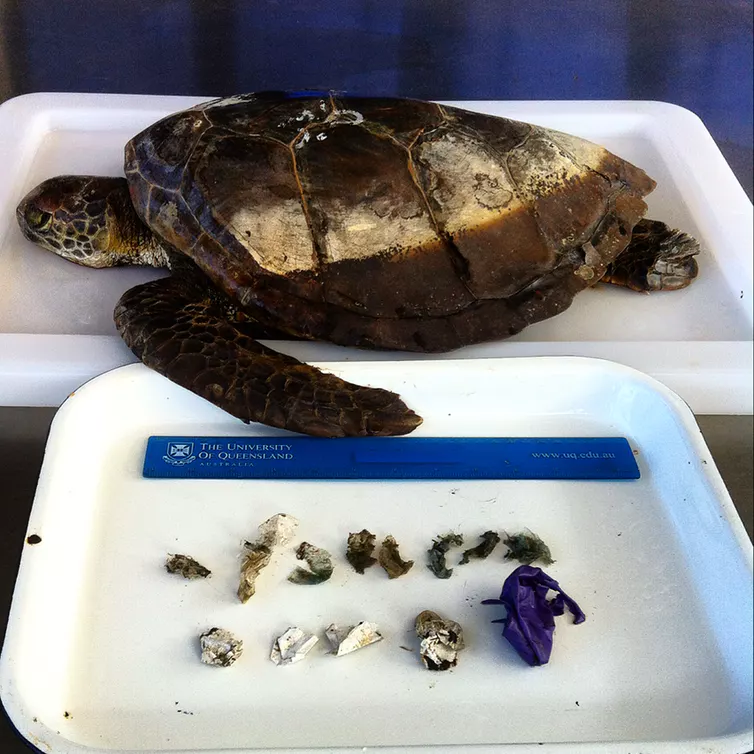 THE UNIVERSITY
OF QUEENSLAND
AUSTRALIA
www.uq.edu.au